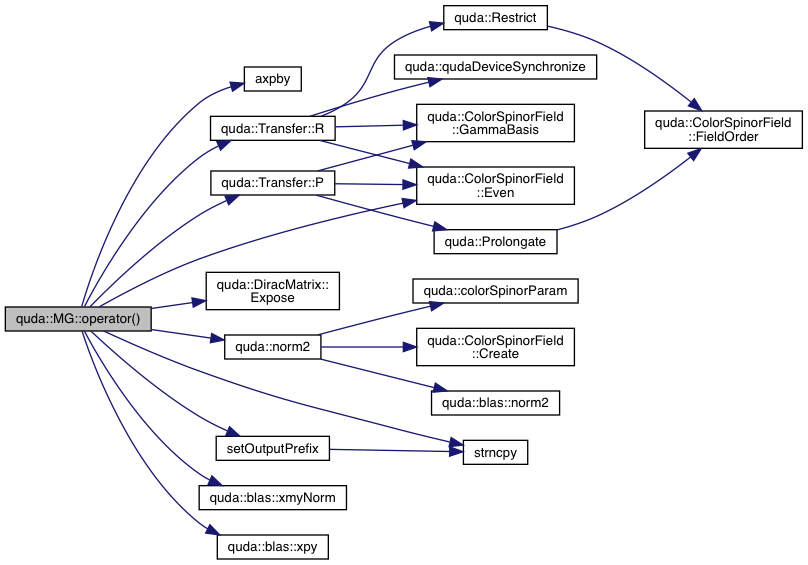 quda::Restrict
quda::qudaDeviceSynchronize
axpby
quda::ColorSpinorField
::GammaBasis
quda::ColorSpinorField
::FieldOrder
quda::Transfer::R
quda::ColorSpinorField
::Even
quda::Transfer::P
quda::Prolongate
quda::DiracMatrix::
Expose
quda::colorSpinorParam
quda::MG::operator()
quda::norm2
quda::ColorSpinorField
::Create
quda::blas::norm2
setOutputPrefix
strncpy
quda::blas::xmyNorm
quda::blas::xpy